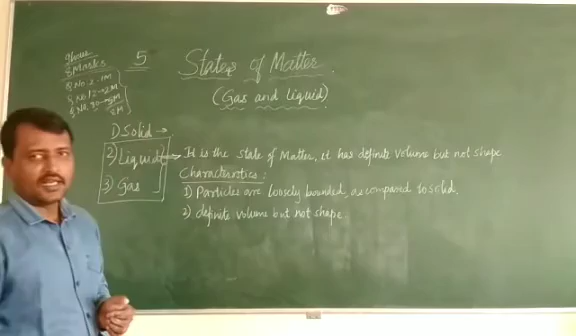 5
States of Matter
(Gas and Liquid)
8 Marks
1) Solid →
2) Liquid → It is the state of Matter, it has definite volume but not shape
3) Gas
Characteristics:
1) Particles are loosely bounded, as compared to solid,
2) definite volume but not shape.